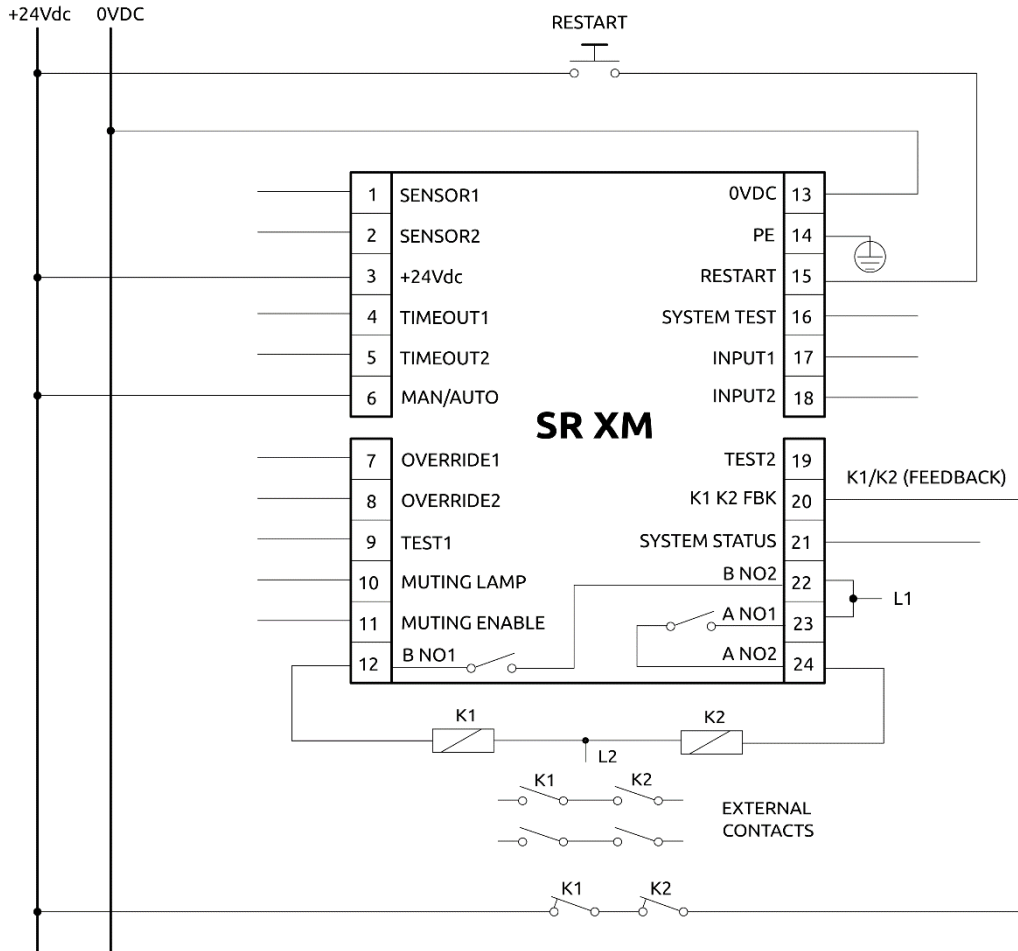 +24Vdc 0VDC
RESTART
1 SENSOR1 0VDC 13
2 SENSOR2 PE 14
3 +24Vdc RESTART 15
4 TIMEOUT1 SYSTEM TEST 16
5 TIMEOUT2 INPUT1 17
6 MAN/AUTO INPUT2 18
SR XM
7 OVERRIDE1 TEST2 19
K1/K2 (FEEDBACK)
8 OVERRIDE2 K1 K2 FBK 20
9 TEST1 SYSTEM STATUS 21
10 MUTING LAMP B NO2 22
L1
11 MUTING ENABLE A NO1 23
12 B NO1 A NO2 24
K1 K2
L2
K1 K2
EXTERNAL
CONTACTS
K1 K2